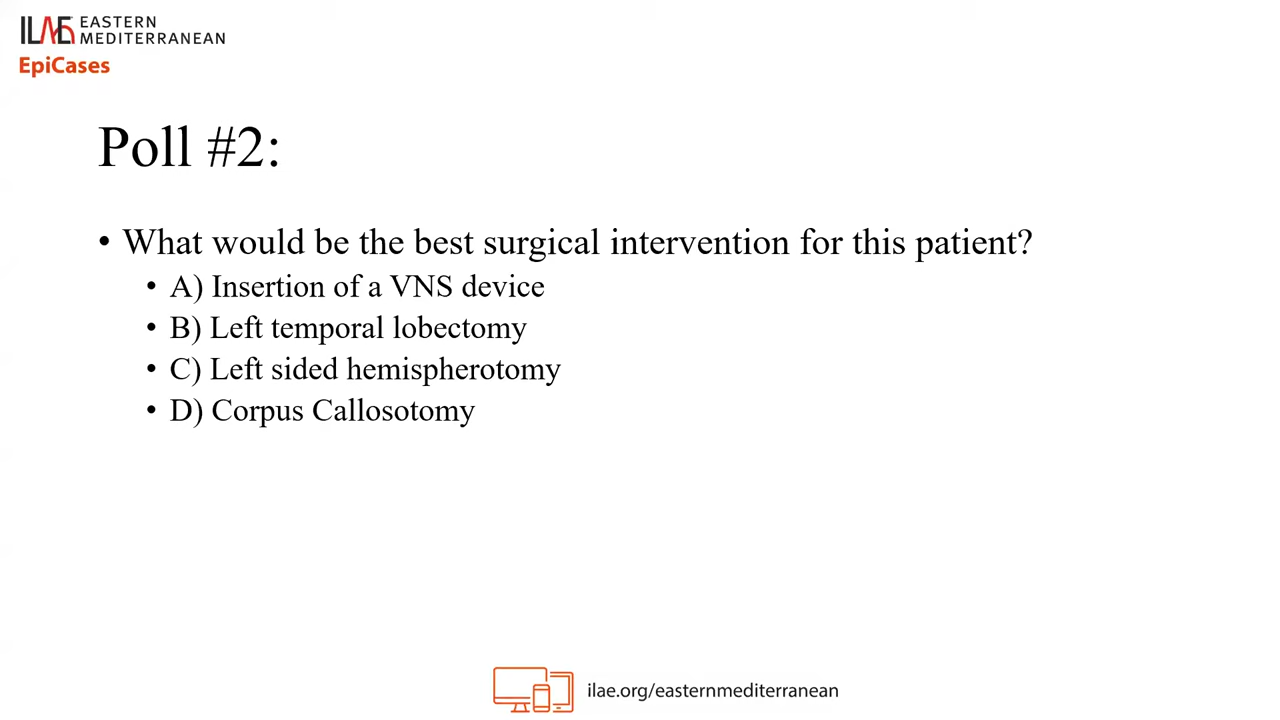 ILAE EASTERN
MEDITERRANEAN
EpiCases
Poll #2:
• What would be the best surgical intervention for this patient?
• A) Insertion of a VNS device
• B) Left temporal lobectomy
• C) Left sided hemispherotomy
• D) Corpus Callosotomy
ilae.org/easternmediterranean